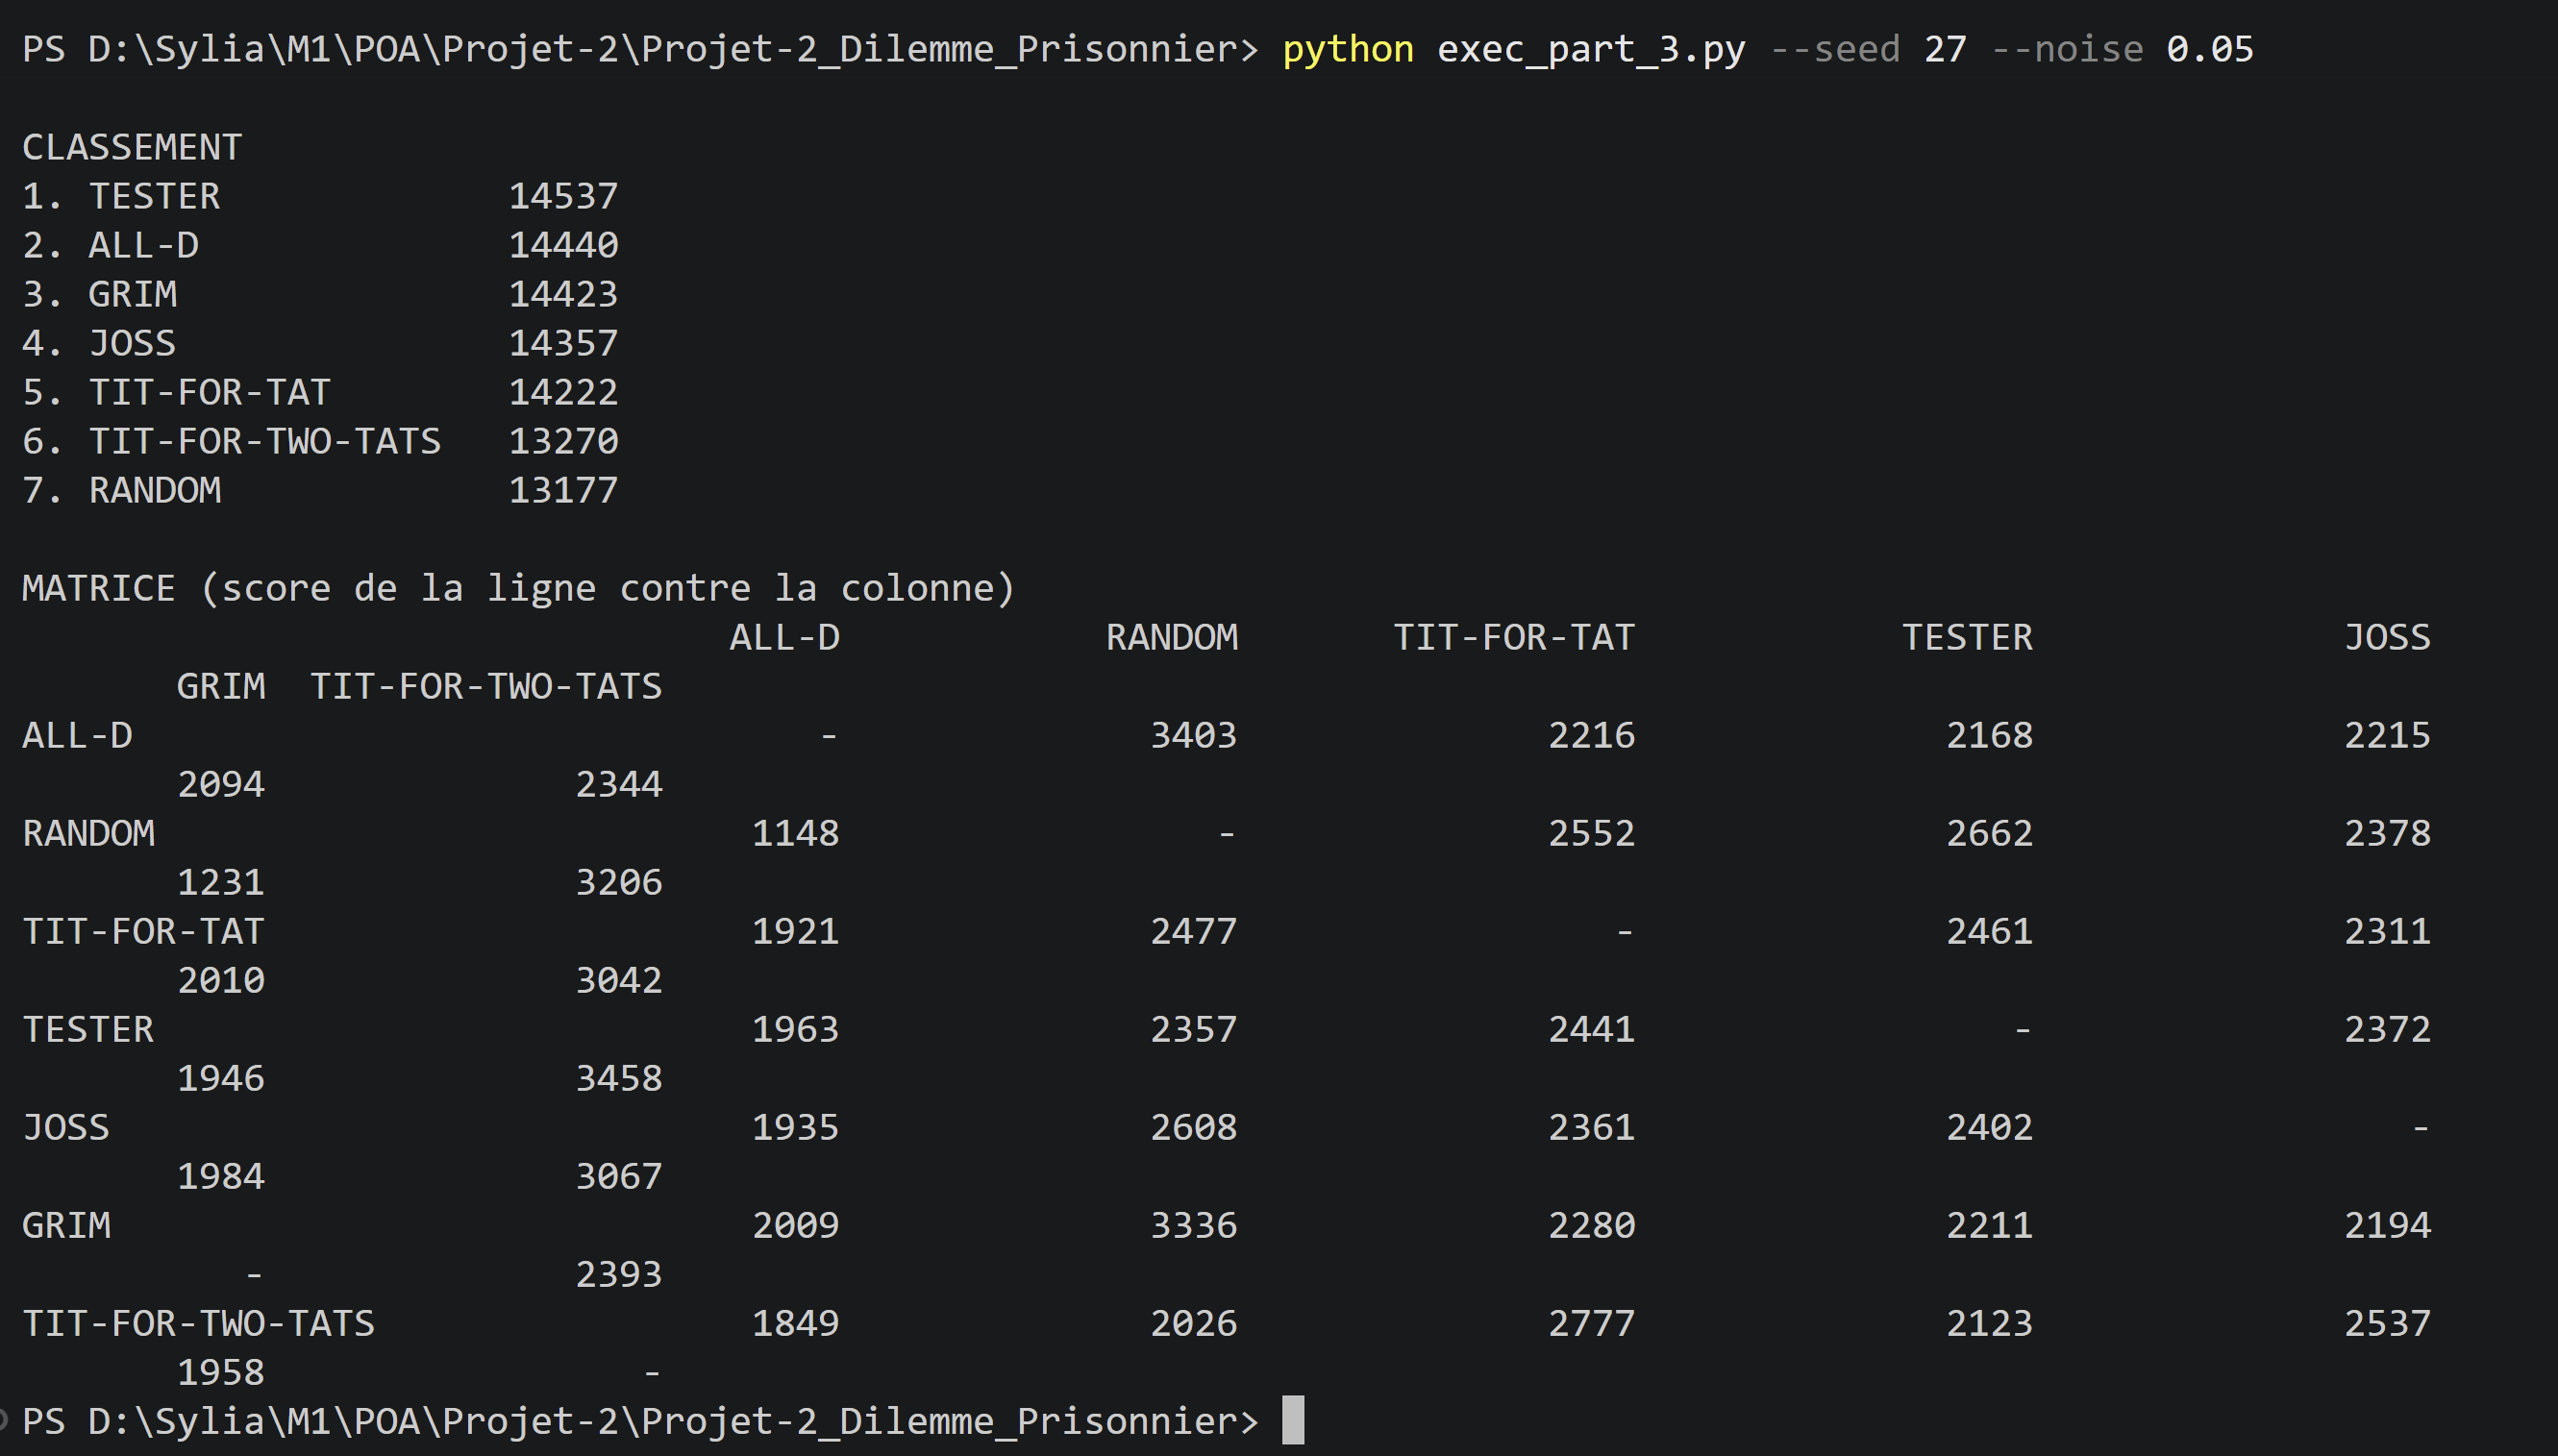 PS D:\Sylia\M1\POA\Projet-2\Projet-2_Dilemme_Prisonnier> python exec_part_3.py --seed 27 --noise 0.05
CLASSEMENT
1. TESTER 14537
2. ALL-D 14440
3. GRIM 14423
4. JOSS 14357
5. TIT-FOR-TAT 14222
6. TIT-FOR-TWO-TATS 13270
7. RANDOM 13177
MATRICE (score de la ligne contre la colonne)
ALL-D RANDOM TIT-FOR-TAT TESTER JOSS
GRIM TIT-FOR-TWO-TATS
ALL-D - 3403 2216 2168 2215
2094 2344
RANDOM 1148 - 2552 2662 2378
1231 3206
TIT-FOR-TAT 1921 2477 - 2461 2311
2010 3042
TESTER 1963 2357 2441 - 2372
1946 3458
JOSS 1935 2608 2361 2402 -
1984 3067
GRIM 2009 3336 2280 2211 2194
- 2393
TIT-FOR-TWO-TATS 1849 2026 2777 2123 2537
1958 -
PS D:\Sylia\M1\POA\Projet-2\Projet-2_Dilemme_Prisonnier>